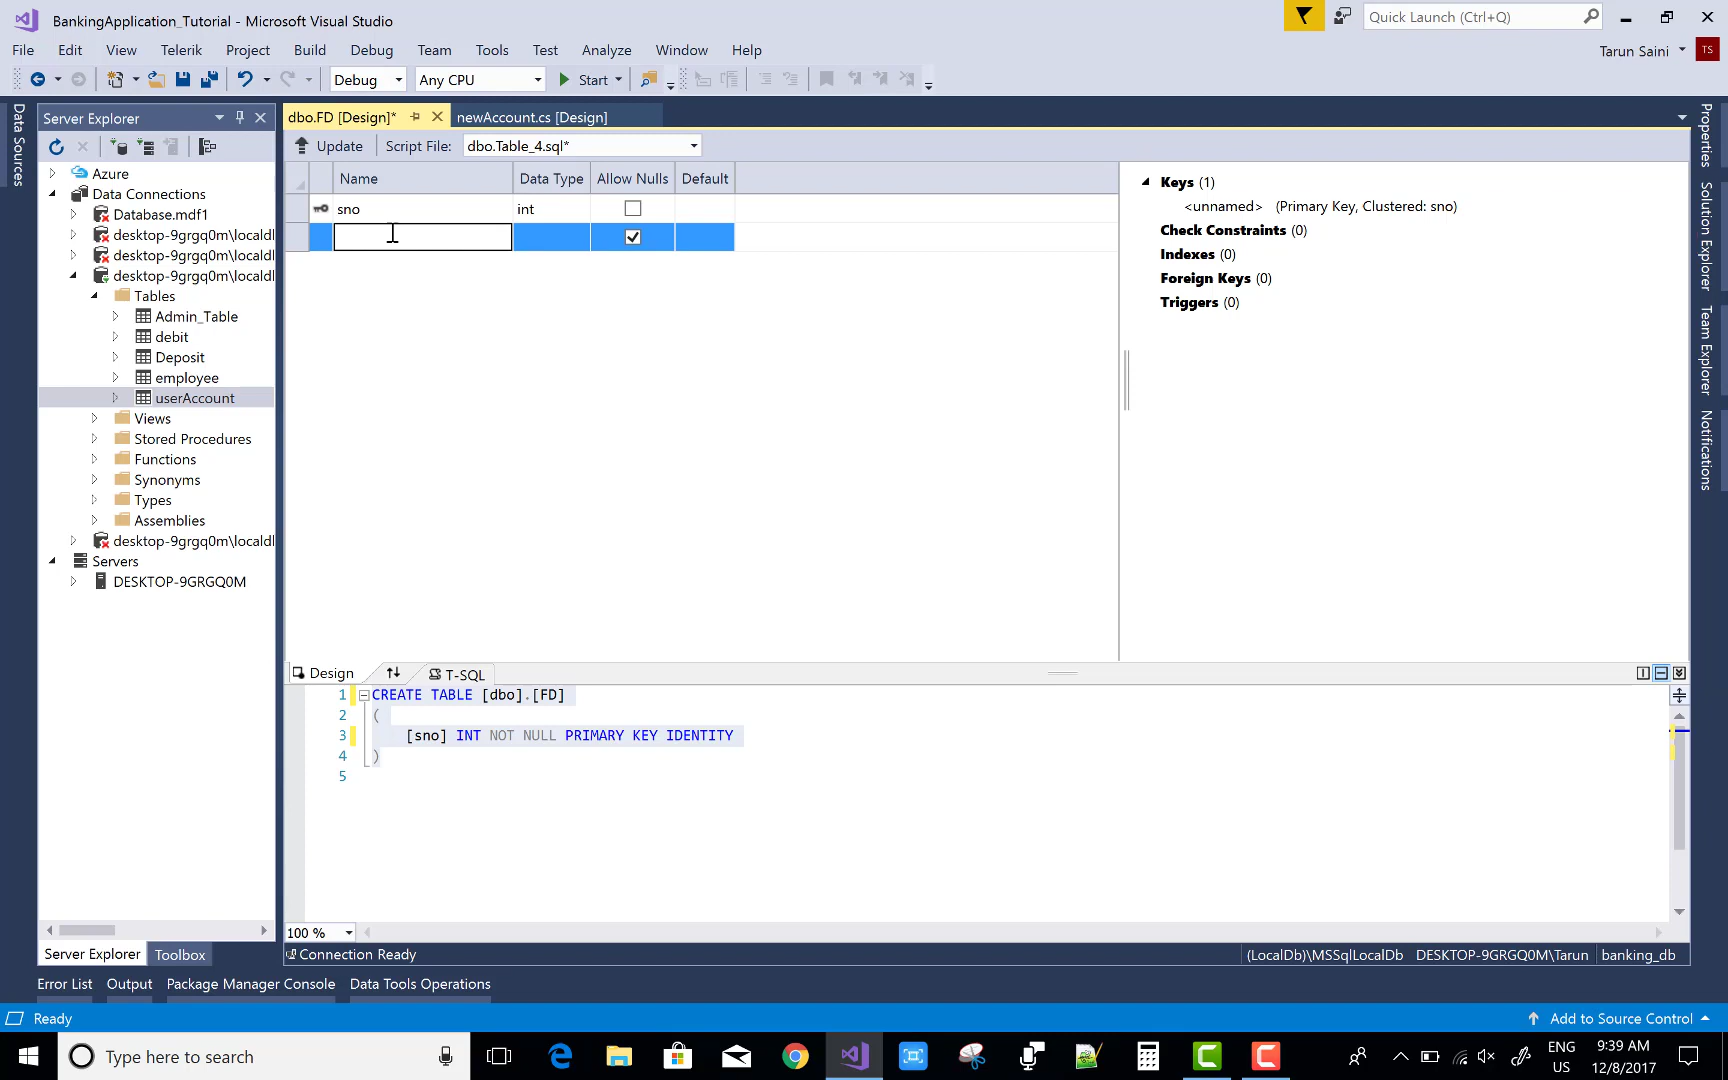 BankingApplication_Tutorial - Microsoft Visual Studio
Quick Launch (Ctrl+Q)
File Edit View Telerik Project Build Debug Team Tools Test Analyze Window Help
Tarun Saini TS
Debug Any CPU Start
Data Sources
Server Explorer
Azure
Data Connections
Database.mdf1
desktop-9grgq0m\localdl
desktop-9grgq0m\localdl
desktop-9grgq0m\localdl
Tables
Admin_Table
debit
Deposit
employee
userAccount
Views
Stored Procedures
Functions
Synonyms
Types
Assemblies
desktop-9grgq0m\localdl
Servers
DESKTOP-9GRGQ0M
Server Explorer Toolbox
dbo.FD [Design]* newAccount.cs [Design]
Update Script File: dbo.Table_4.sql*
Name Data Type Allow Nulls Default
sno int
Keys (1)
<unnamed> (Primary Key, Clustered: sno)
Check Constraints (0)
Indexes (0)
Foreign Keys (0)
Triggers (0)
Properties
Solution Explorer
Team Explorer
Notifications
Design T-SQL
1 CREATE TABLE [dbo].[FD]
2 (
3 [sno] INT NOT NULL PRIMARY KEY IDENTITY
4 )
5
100 %
Connection Ready (LocalDb)\MSSqlLocalDb DESKTOP-9GRGQ0M\Tarun banking_db
Error List Output Package Manager Console Data Tools Operations
Ready Add to Source Control
Type here to search
ENG
US
9:39 AM
12/8/2017